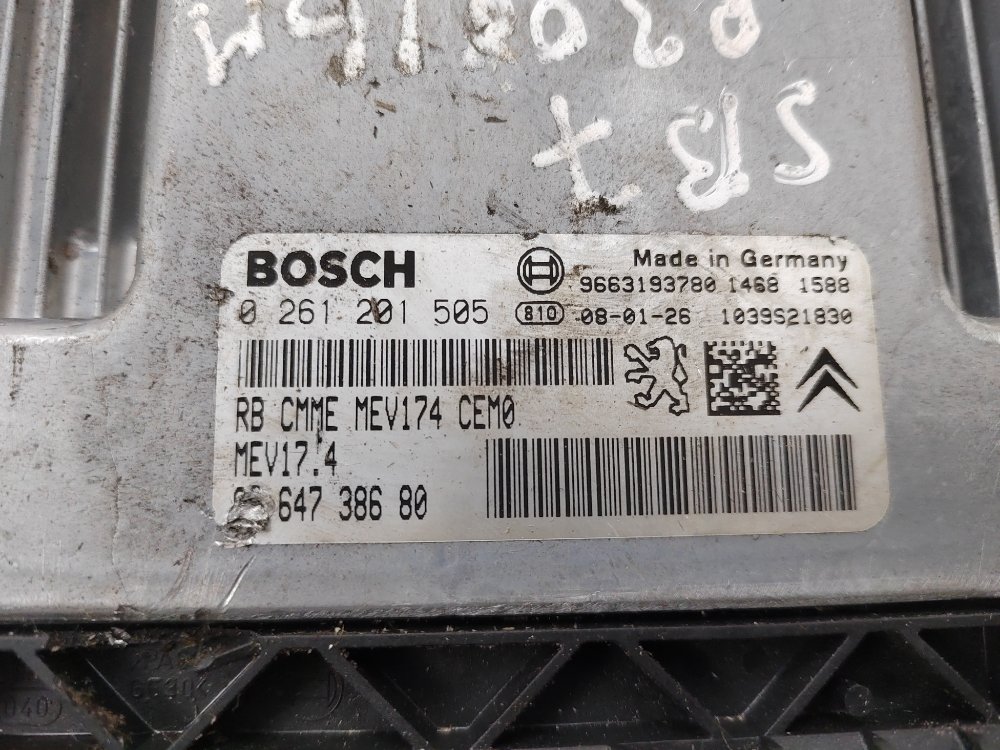 BOSCH
Made in Germany
9663193780 1468 1588
0 261 201 505
810
08-01-26
1039S21830
RB CMME MEV174 CEM0
MEV17.4
647 386 80